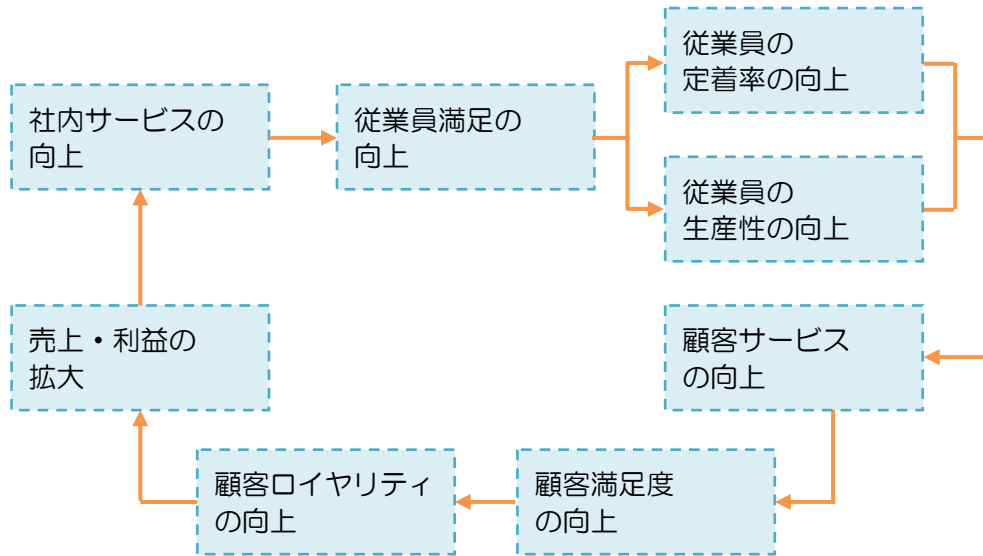 従業員の
定着率の向上
社内サービスの
向上
従業員満足の
向上
従業員の
生産性の向上
売上・利益の
拡大
顧客サービス
の向上
顧客ロイヤリティ
の向上
顧客満足度
の向上